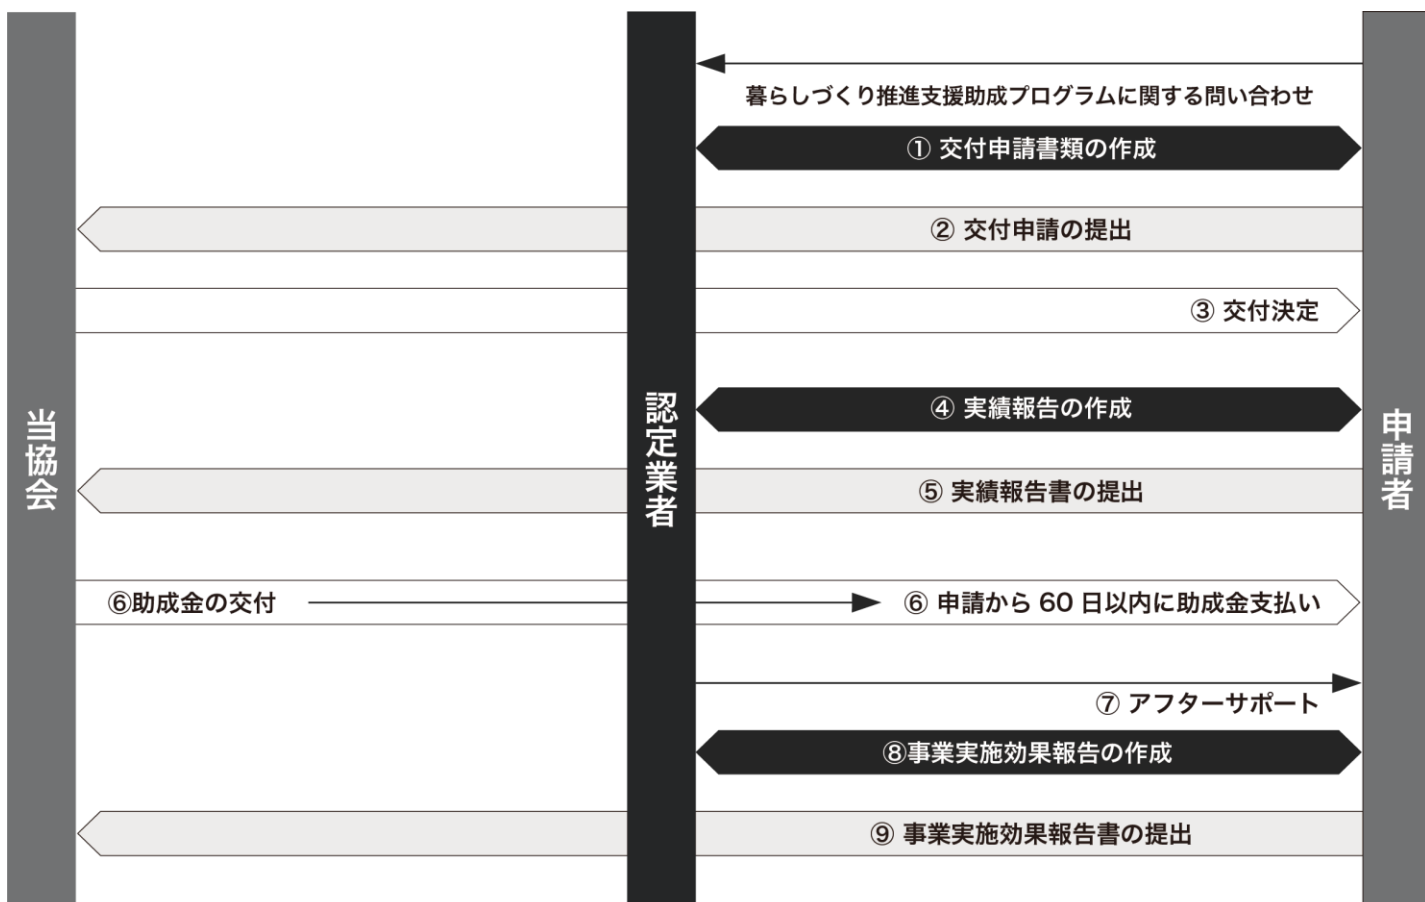 暮らしづくり推進支援助成プログラムに関する問い合わせ
① 交付申請書類の作成
② 交付申請の提出
③ 交付決定
④ 実績報告の作成
当協会
認定業者
申請者
⑤ 実績報告書の提出
⑥助成金の交付
⑥ 申請から 60 日以内に助成金支払い
⑦ アフターサポート
⑧事業実施効果報告の作成
⑨ 事業実施効果報告書の提出